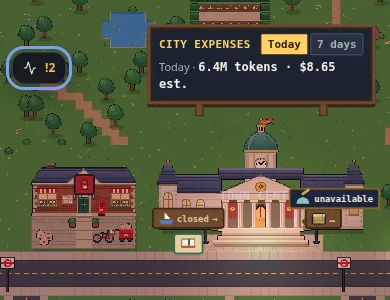 CITY EXPENSES Today 7 days
Today · 6.4M tokens · $8.65
est.
!2
unavailable
closed →